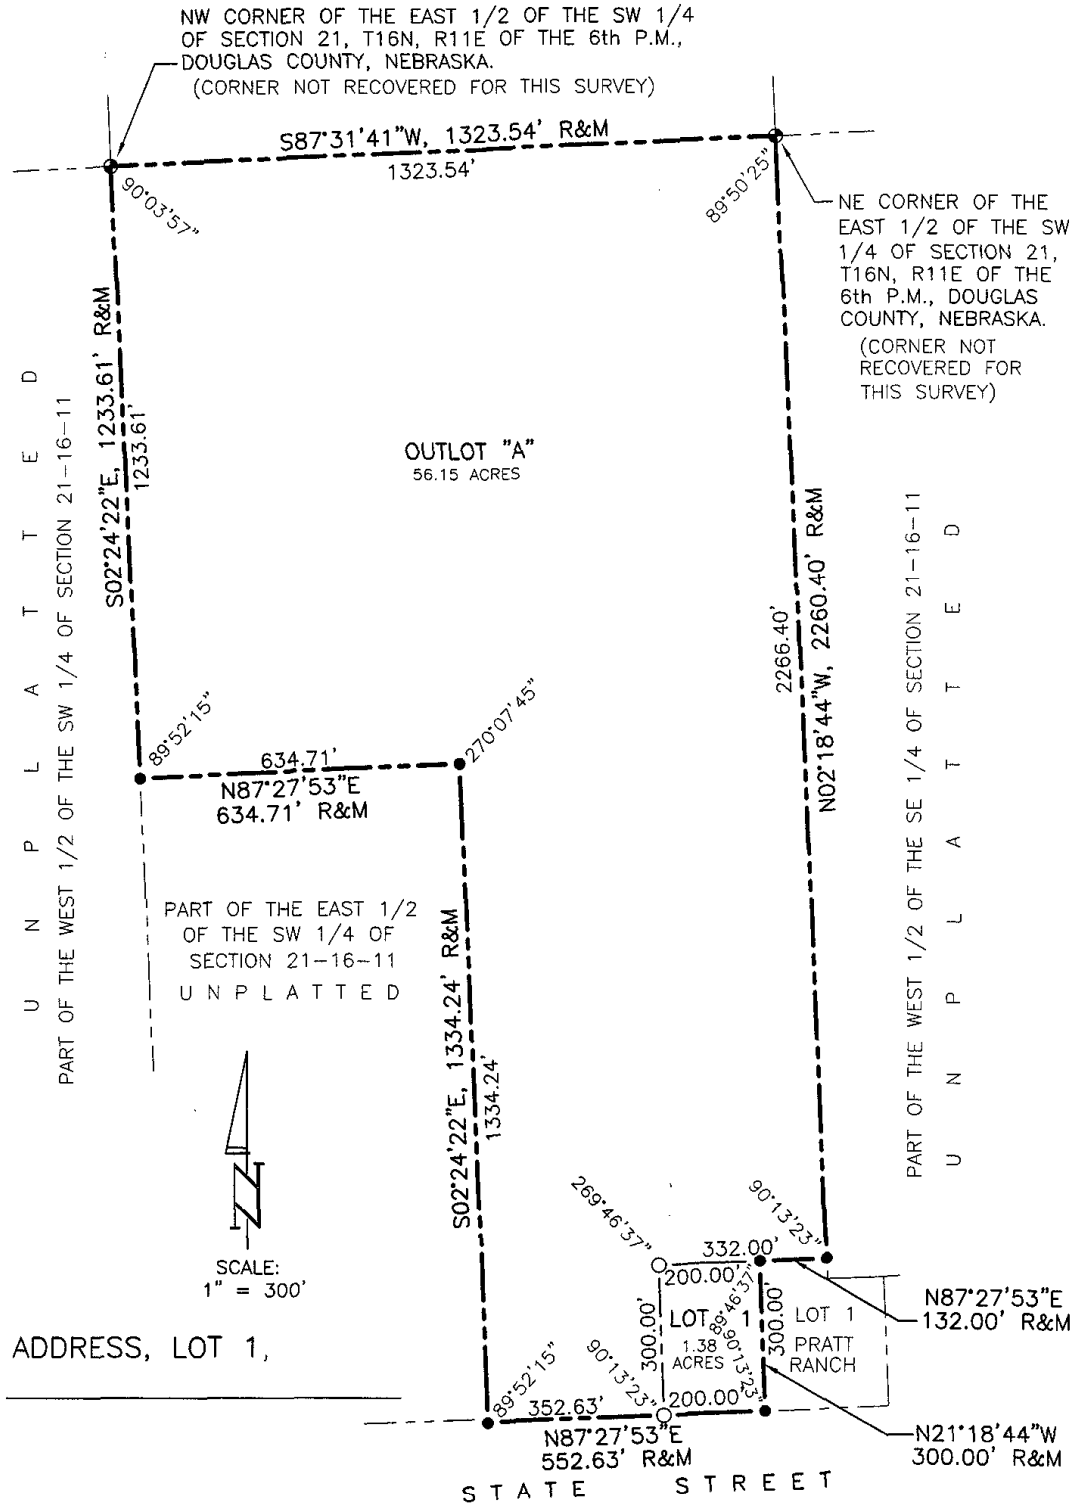 NW CORNER OF THE EAST 1/2 OF THE SW 1/4
OF SECTION 21, T16N, R11E OF THE 6th P.M.,
DOUGLAS COUNTY, NEBRASKA.
(CORNER NOT RECOVERED FOR THIS SURVEY)
S87°31'41"W, 1323.54' R&M
1323.54'
90°03'57"
89°50'25"
NE CORNER OF THE
EAST 1/2 OF THE SW
1/4 OF SECTION 21,
T16N, R11E OF THE
6th P.M., DOUGLAS
COUNTY, NEBRASKA.
(CORNER NOT
RECOVERED FOR
THIS SURVEY)
UNPLATTED
PART OF THE WEST 1/2 OF THE SW 1/4 OF SECTION 21-16-11
S02°24'22"E, 1233.61' R&M
1233.61'
OUTLOT "A"
56.15 ACRES
2266.40'
N02°18'44"W, 2260.40' R&M
PART OF THE WEST 1/2 OF THE SE 1/4 OF SECTION 21-16-11
UNPLATTED
89°52'15"
634.71'
N87°27'53"E
634.71' R&M
270°07'45"
PART OF THE EAST 1/2
OF THE SW 1/4 OF
SECTION 21-16-11
UNPLATTED
S02°24'22"E, 1334.24' R&M
1334.24'
SCALE:
1" = 300'
ADDRESS, LOT 1,
269°46'37"
90°13'23"
332.00'
200.00'
89°46'37"
300.00'
LOT 1
1.38
ACRES
90°13'23"
300.00'
LOT 1
PRATT
RANCH
N87°27'53"E
132.00' R&M
89°52'15"
90°13'23"
352.63'
200.00'
N87°27'53"E
552.63' R&M
N21°18'44"W
300.00' R&M
STATE STREET